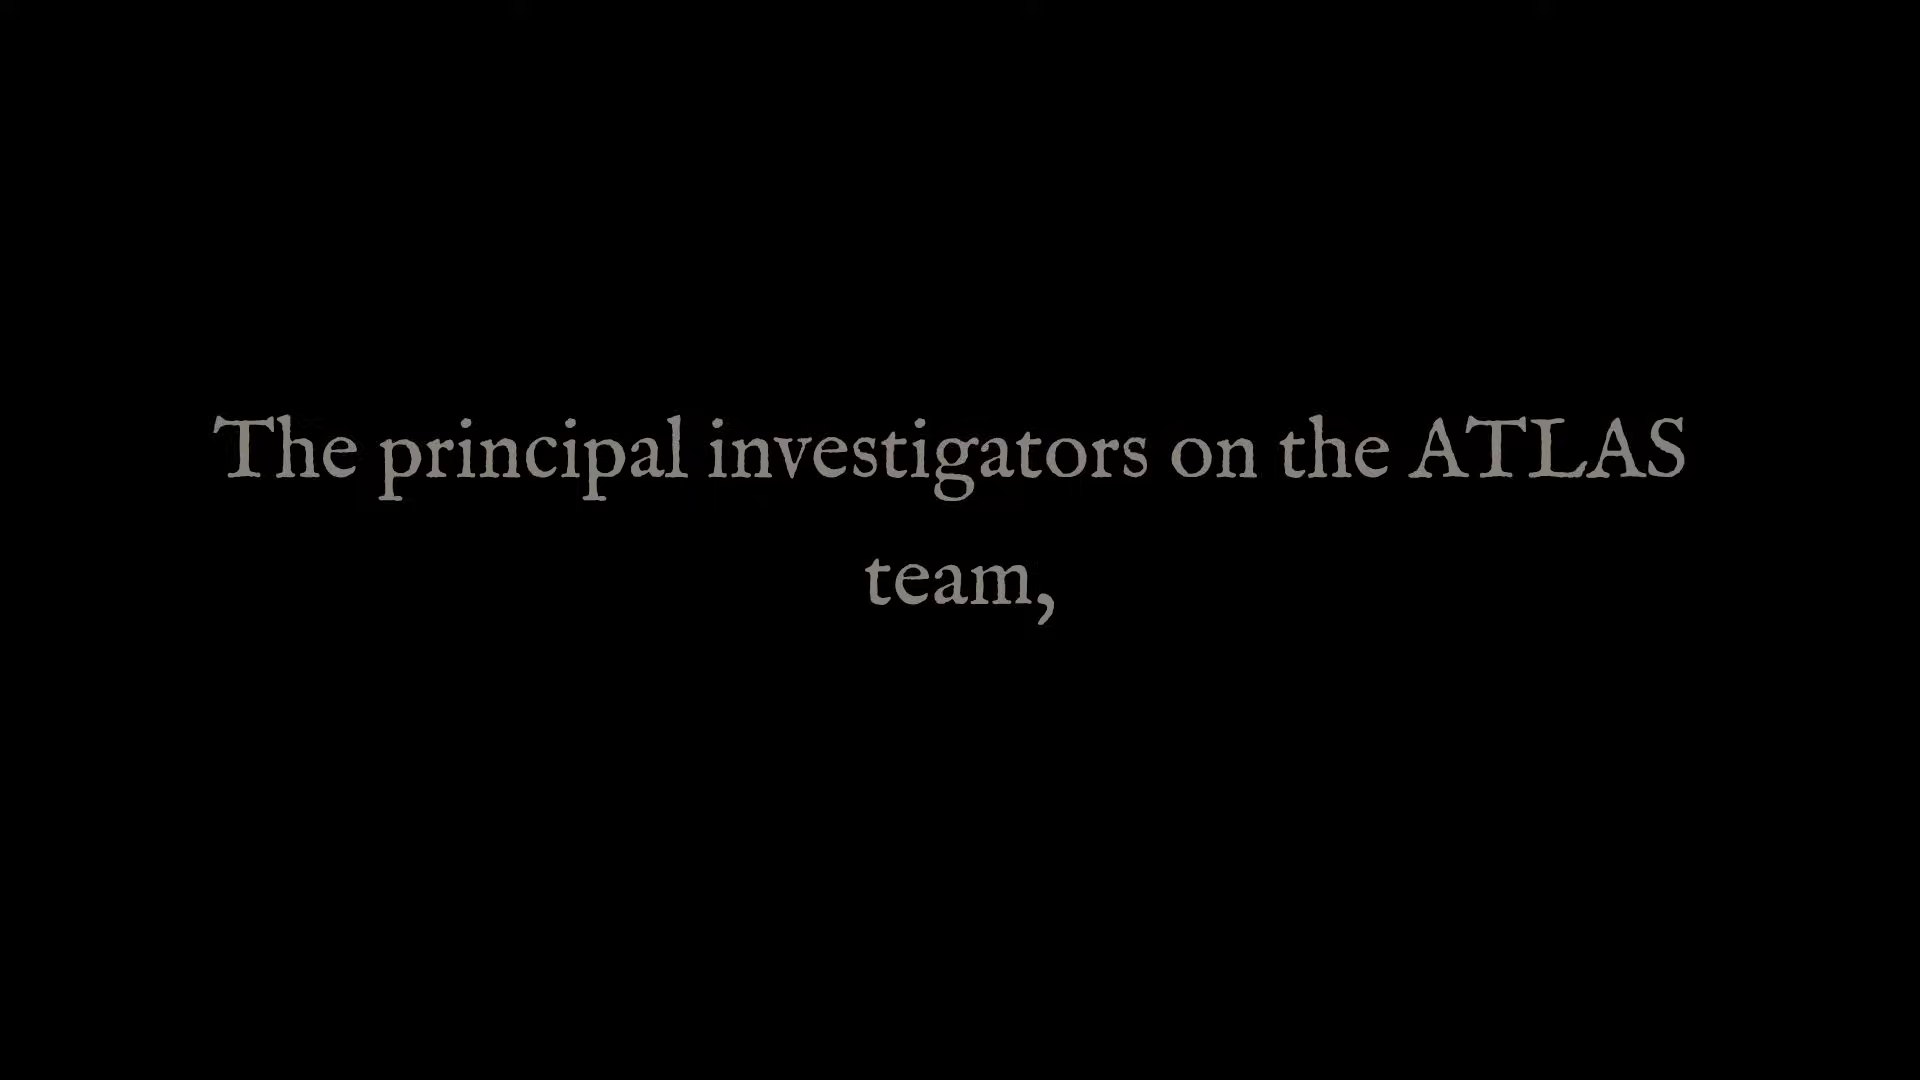 The principal investigators on the ATLAS
team,